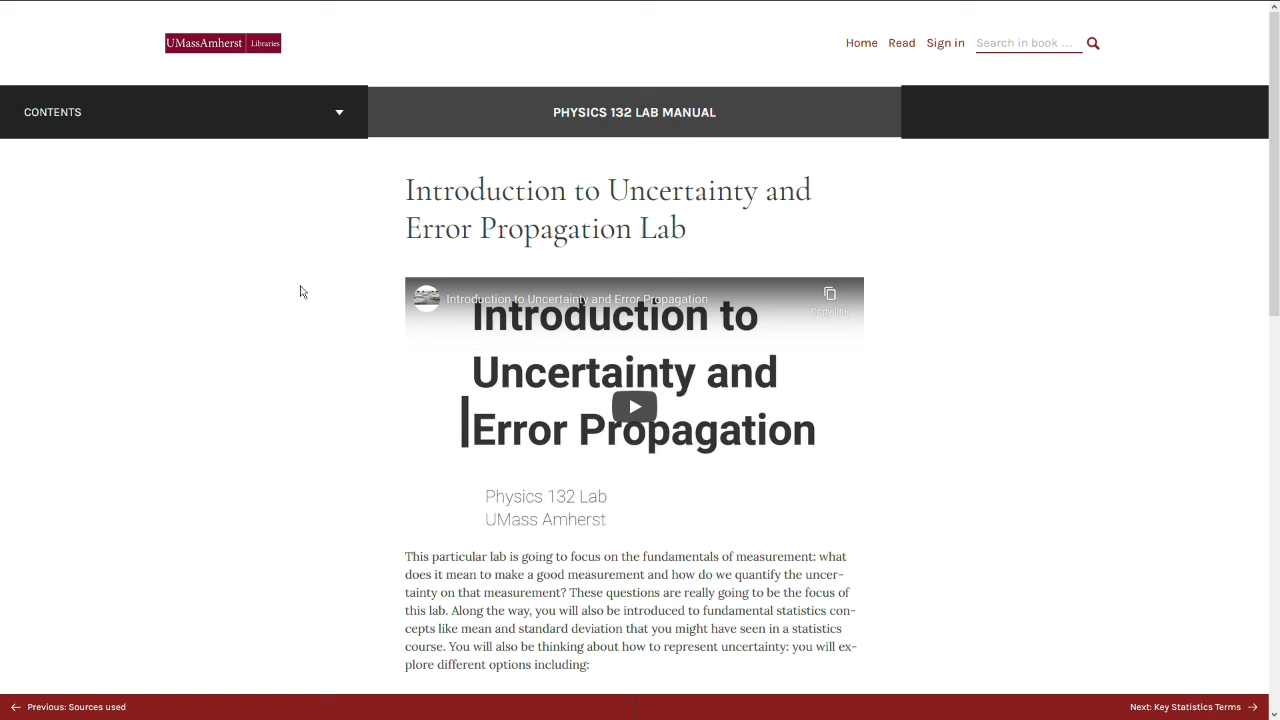 UMassAmherst Libraries
Home Read Sign in Search in book …
CONTENTS
PHYSICS 132 LAB MANUAL
Introduction to Uncertainty and
Error Propagation Lab
Introduction to Uncertainty and Error Propagation
Copy link
Introduction to
Uncertainty and
Error Propagation
Physics 132 Lab
UMass Amherst
This particular lab is going to focus on the fundamentals of measurement: what
does it mean to make a good measurement and how do we quantify the uncer-
tainty on that measurement? These questions are really going to be the focus of
this lab. Along the way, you will also be introduced to fundamental statistics con-
cepts like mean and standard deviation that you might have seen in a statistics
course. You will also be thinking about how to represent uncertainty: you will ex-
plore different options including:
← Previous: Sources used
Next: Key Statistics Terms →